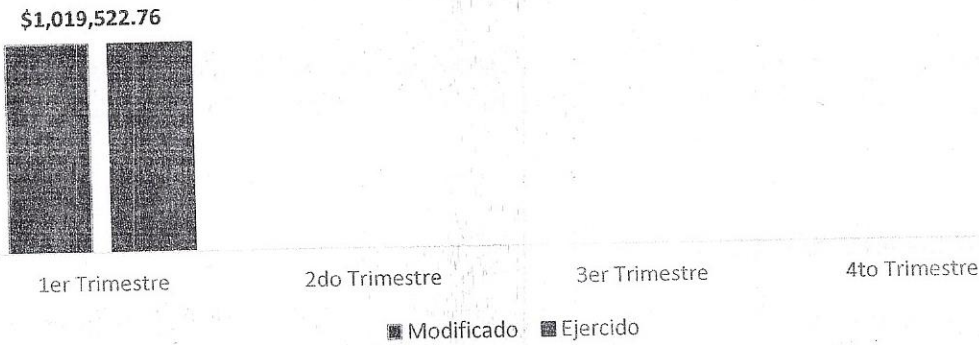 $1,019,522.76
1er Trimestre 2do Trimestre 3er Trimestre 4to Trimestre
Modificado Ejercido